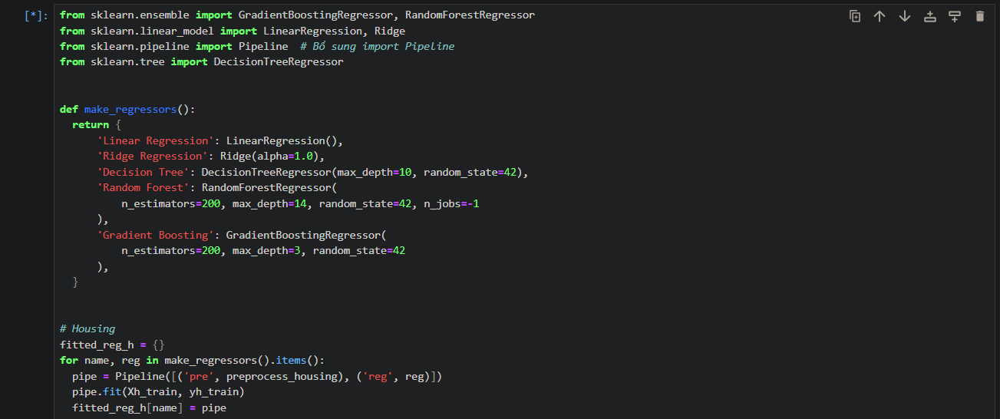 [*]:
from sklearn.ensemble import GradientBoostingRegressor, RandomForestRegressor
from sklearn.linear_model import LinearRegression, Ridge
from sklearn.pipeline import Pipeline  # Bổ sung import Pipeline
from sklearn.tree import DecisionTreeRegressor
def make_regressors():
  return {
      'Linear Regression': LinearRegression(),
      'Ridge Regression': Ridge(alpha=1.0),
      'Decision Tree': DecisionTreeRegressor(max_depth=10, random_state=42),
      'Random Forest': RandomForestRegressor(
          n_estimators=200, max_depth=14, random_state=42, n_jobs=-1
      ),
      'Gradient Boosting': GradientBoostingRegressor(
          n_estimators=200, max_depth=3, random_state=42
      ),
  }
# Housing
fitted_reg_h = {}
for name, reg in make_regressors().items():
  pipe = Pipeline([('pre', preprocess_housing), ('reg', reg)])
  pipe.fit(Xh_train, yh_train)
  fitted_reg_h[name] = pipe